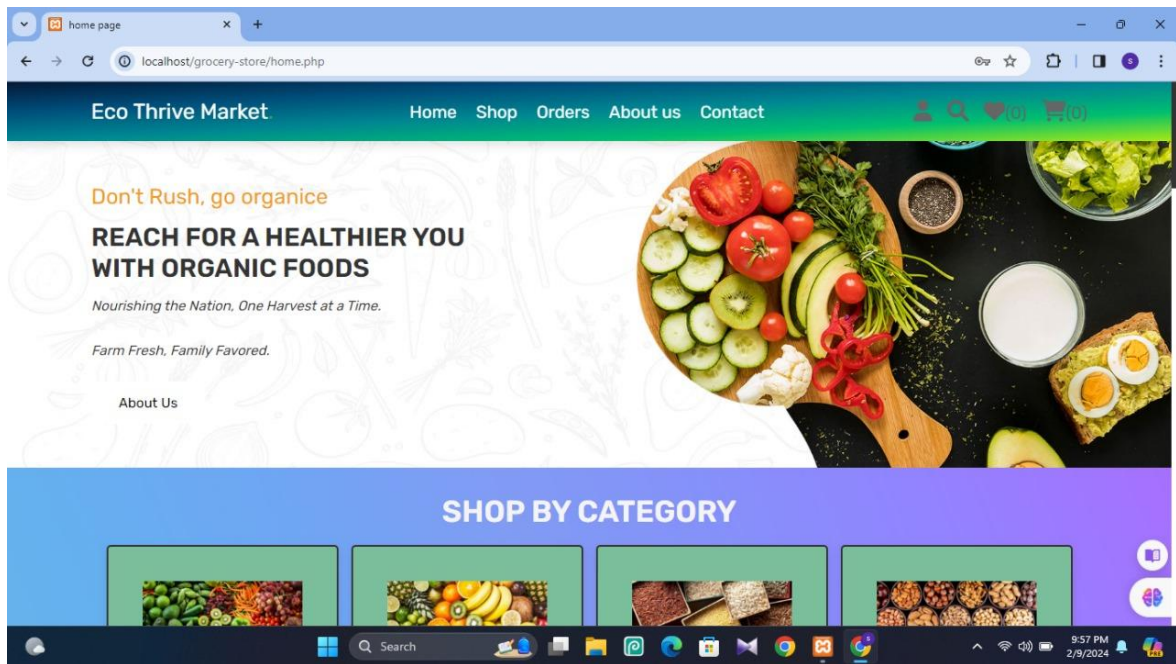 home page
localhost/grocery-store/home.php
Eco Thrive Market.
Home Shop Orders About us Contact
(0) (0)
Don't Rush, go organice
REACH FOR A HEALTHIER YOU
WITH ORGANIC FOODS
Nourishing the Nation, One Harvest at a Time.
Farm Fresh, Family Favored.
About Us
SHOP BY CATEGORY
Search
9:57 PM
2/9/2024